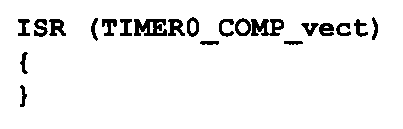 ISR (TIMER0_COMP_vect)
{
}